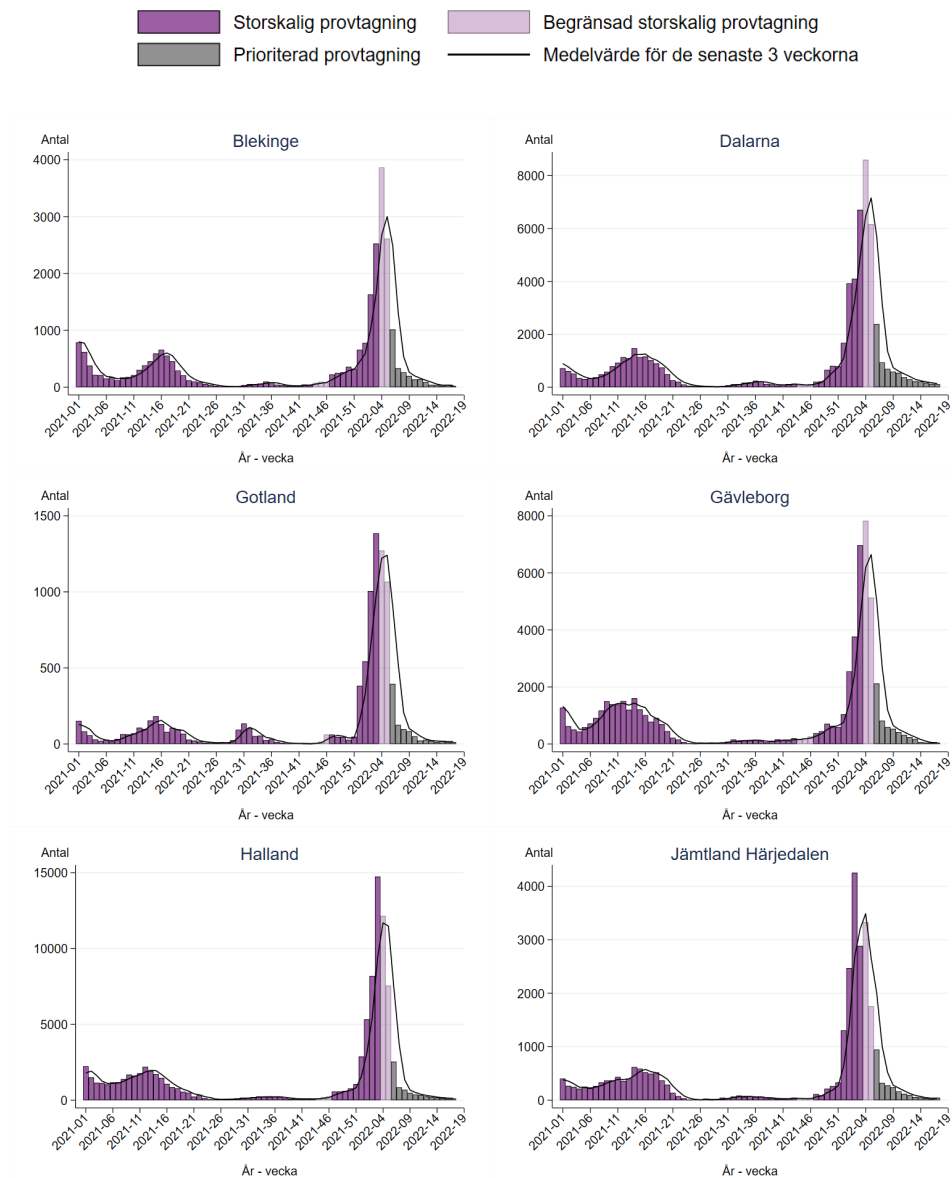 Storskalig provtagning
Begränsad storskalig provtagning
Prioriterad provtagning
Medelvärde för de senaste 3 veckorna
Antal
Blekinge
4000
3000
2000
1000
0
2021-01 2021-06 2021-11 2021-16 2021-21 2021-26 2021-31 2021-36 2021-41 2021-46 2021-51 2022-04 2022-09 2022-14 2022-19
År - vecka
Antal
Dalarna
8000
6000
4000
2000
0
2021-01 2021-06 2021-11 2021-16 2021-21 2021-26 2021-31 2021-36 2021-41 2021-46 2021-51 2022-04 2022-09 2022-14 2022-19
År - vecka
Antal
Gotland
1500
1000
500
0
2021-01 2021-06 2021-11 2021-16 2021-21 2021-26 2021-31 2021-36 2021-41 2021-46 2021-51 2022-04 2022-09 2022-14 2022-19
År - vecka
Antal
Gävleborg
8000
6000
4000
2000
0
2021-01 2021-06 2021-11 2021-16 2021-21 2021-26 2021-31 2021-36 2021-41 2021-46 2021-51 2022-04 2022-09 2022-14 2022-19
År - vecka
Antal
Halland
15000
10000
5000
0
2021-01 2021-06 2021-11 2021-16 2021-21 2021-26 2021-31 2021-36 2021-41 2021-46 2021-51 2022-04 2022-09 2022-14 2022-19
År - vecka
Antal
Jämtland Härjedalen
4000
3000
2000
1000
0
2021-01 2021-06 2021-11 2021-16 2021-21 2021-26 2021-31 2021-36 2021-41 2021-46 2021-51 2022-04 2022-09 2022-14 2022-19
År - vecka